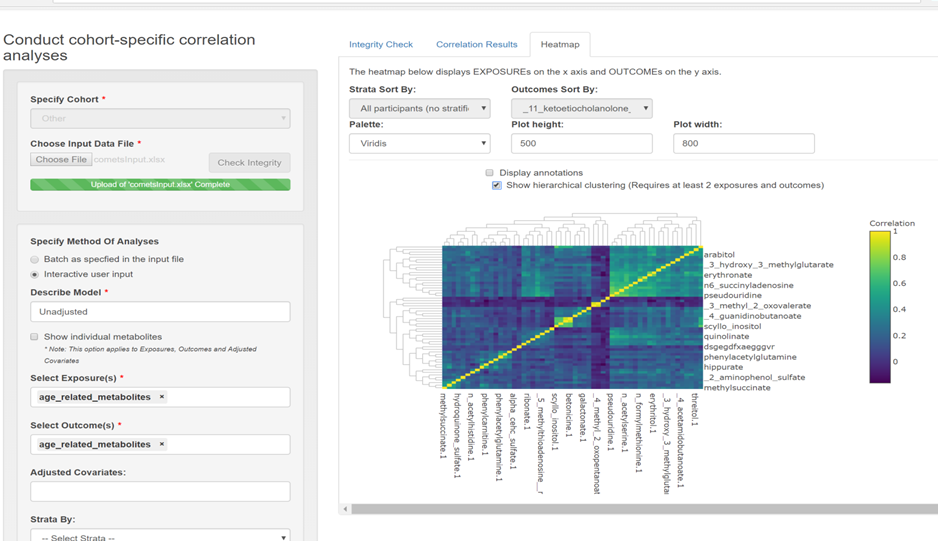 Conduct cohort-specific correlation
analyses
Specify Cohort *
Other
Choose Input Data File *
Choose File cometsInput.xlsx
Check Integrity
Upload of 'cometsInput.xlsx' Complete
Specify Method Of Analyses
Batch as specfied in the input file
Interactive user input
Describe Model *
Unadjusted
Show individual metabolites
* Note: This option applies to Exposures, Outcomes and Adjusted
Covariates
Select Exposure(s) *
age_related_metabolites ×
Select Outcome(s) *
age_related_metabolites ×
Adjusted Covariates:
Strata By:
-- Select Strata --
Integrity Check
Correlation Results
Heatmap
The heatmap below displays EXPOSUREs on the x axis and OUTCOMEs on the y axis.
Strata Sort By:
Outcomes Sort By:
All participants (no stratifi
_11_ketoetiocholanolone_
Palette:
Plot height:
Plot width:
Viridis
500
800
Display annotations
Show hierarchical clustering (Requires at least 2 exposures and outcomes)
Correlation
1
0.8
0.6
0.4
0.2
0
arabitol
_3_hydroxy_3_methylglutarate
erythronate
n6_succinyladenosine
pseudouridine
_3_methyl_2_oxovalerate
_4_guanidinobutanoate
scyllo_inositol
quinolinate
dsgegdfxaegggvr
phenylacetylglutamine
hippurate
_2_aminophenol_sulfate
methylsuccinate
methylsuccinate.1
hydroquinone_sulfate.1
n_acetylhistidine.1
phenylcarnitine.1
phenylacetylglutamine.1
alpha_cehc_sulfate.1
ribonate.1
_5_methylthioadenosine__r
scyllo_inositol.1
betonicine.1
galactonate.1
_4_methyl_2_oxopentanoat
pseudouridine.1
n_acetylserine.1
n_formylmethionine.1
erythritol.1
_3_hydroxy_3_methylglutar
_4_acetamidobutanoate.1
threitol.1